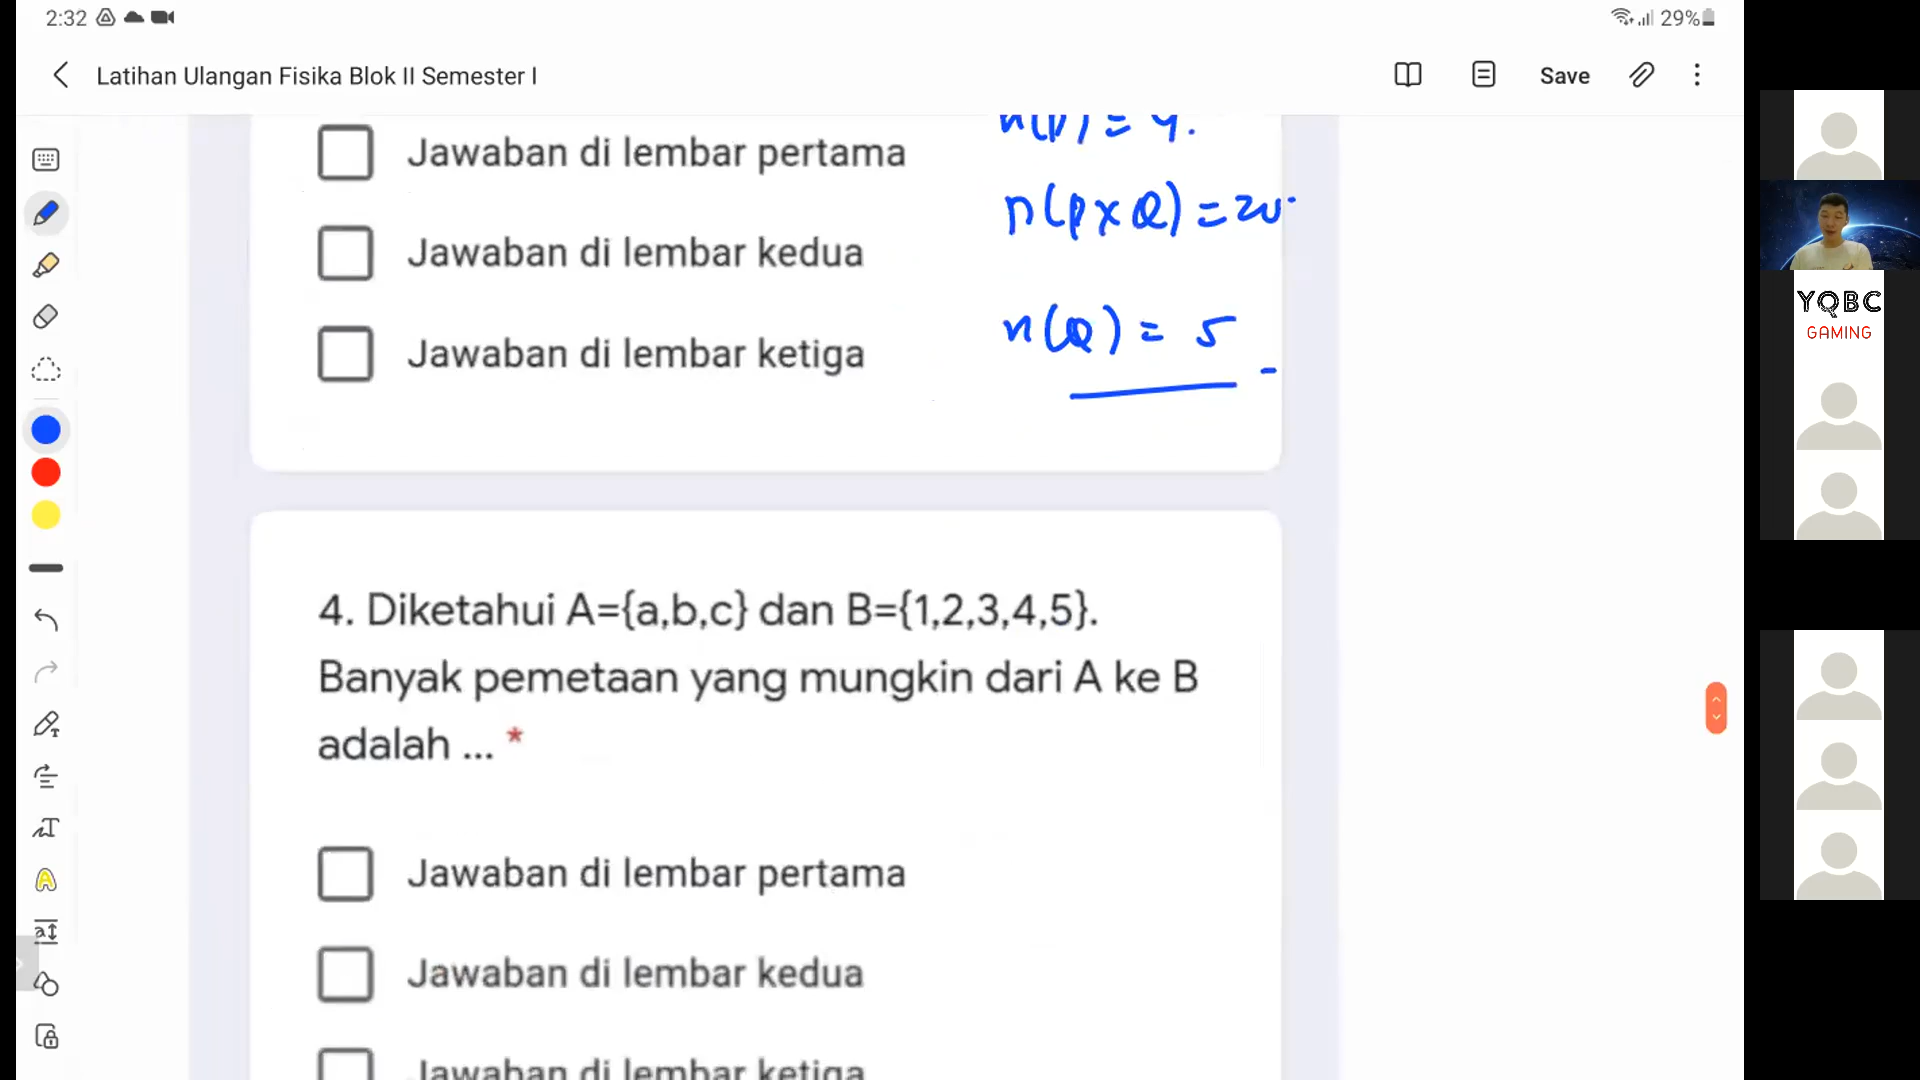 2:32 29%
Latihan Ulangan Fisika Blok II Semester I Save
n(p) = 4.
Jawaban di lembar pertama
n(p x Q) = 20.
Jawaban di lembar kedua
n(Q) = 5
Jawaban di lembar ketiga
YQBC
GAMING
4. Diketahui A={a,b,c} dan B={1,2,3,4,5}.
Banyak pemetaan yang mungkin dari A ke B
adalah ... *
Jawaban di lembar pertama
Jawaban di lembar kedua
Jawaban di lembar ketiga